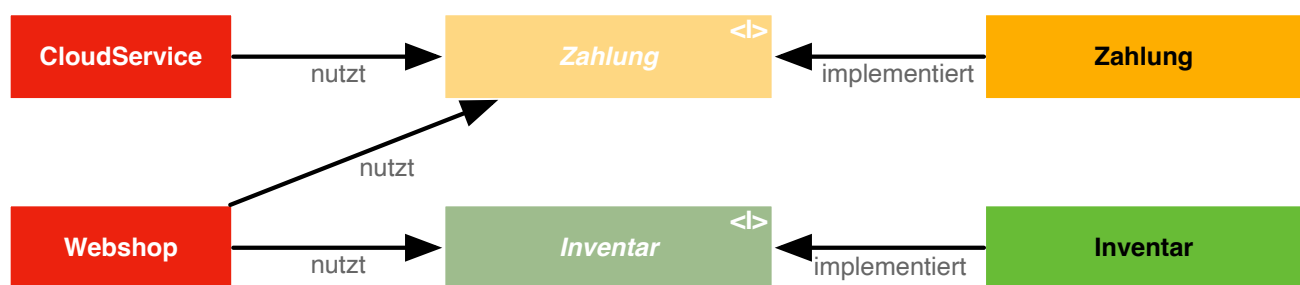 CloudService
nutzt
<I>
Zahlung
implementiert
Zahlung
nutzt
Webshop
nutzt
<I>
Inventar
implementiert
Inventar